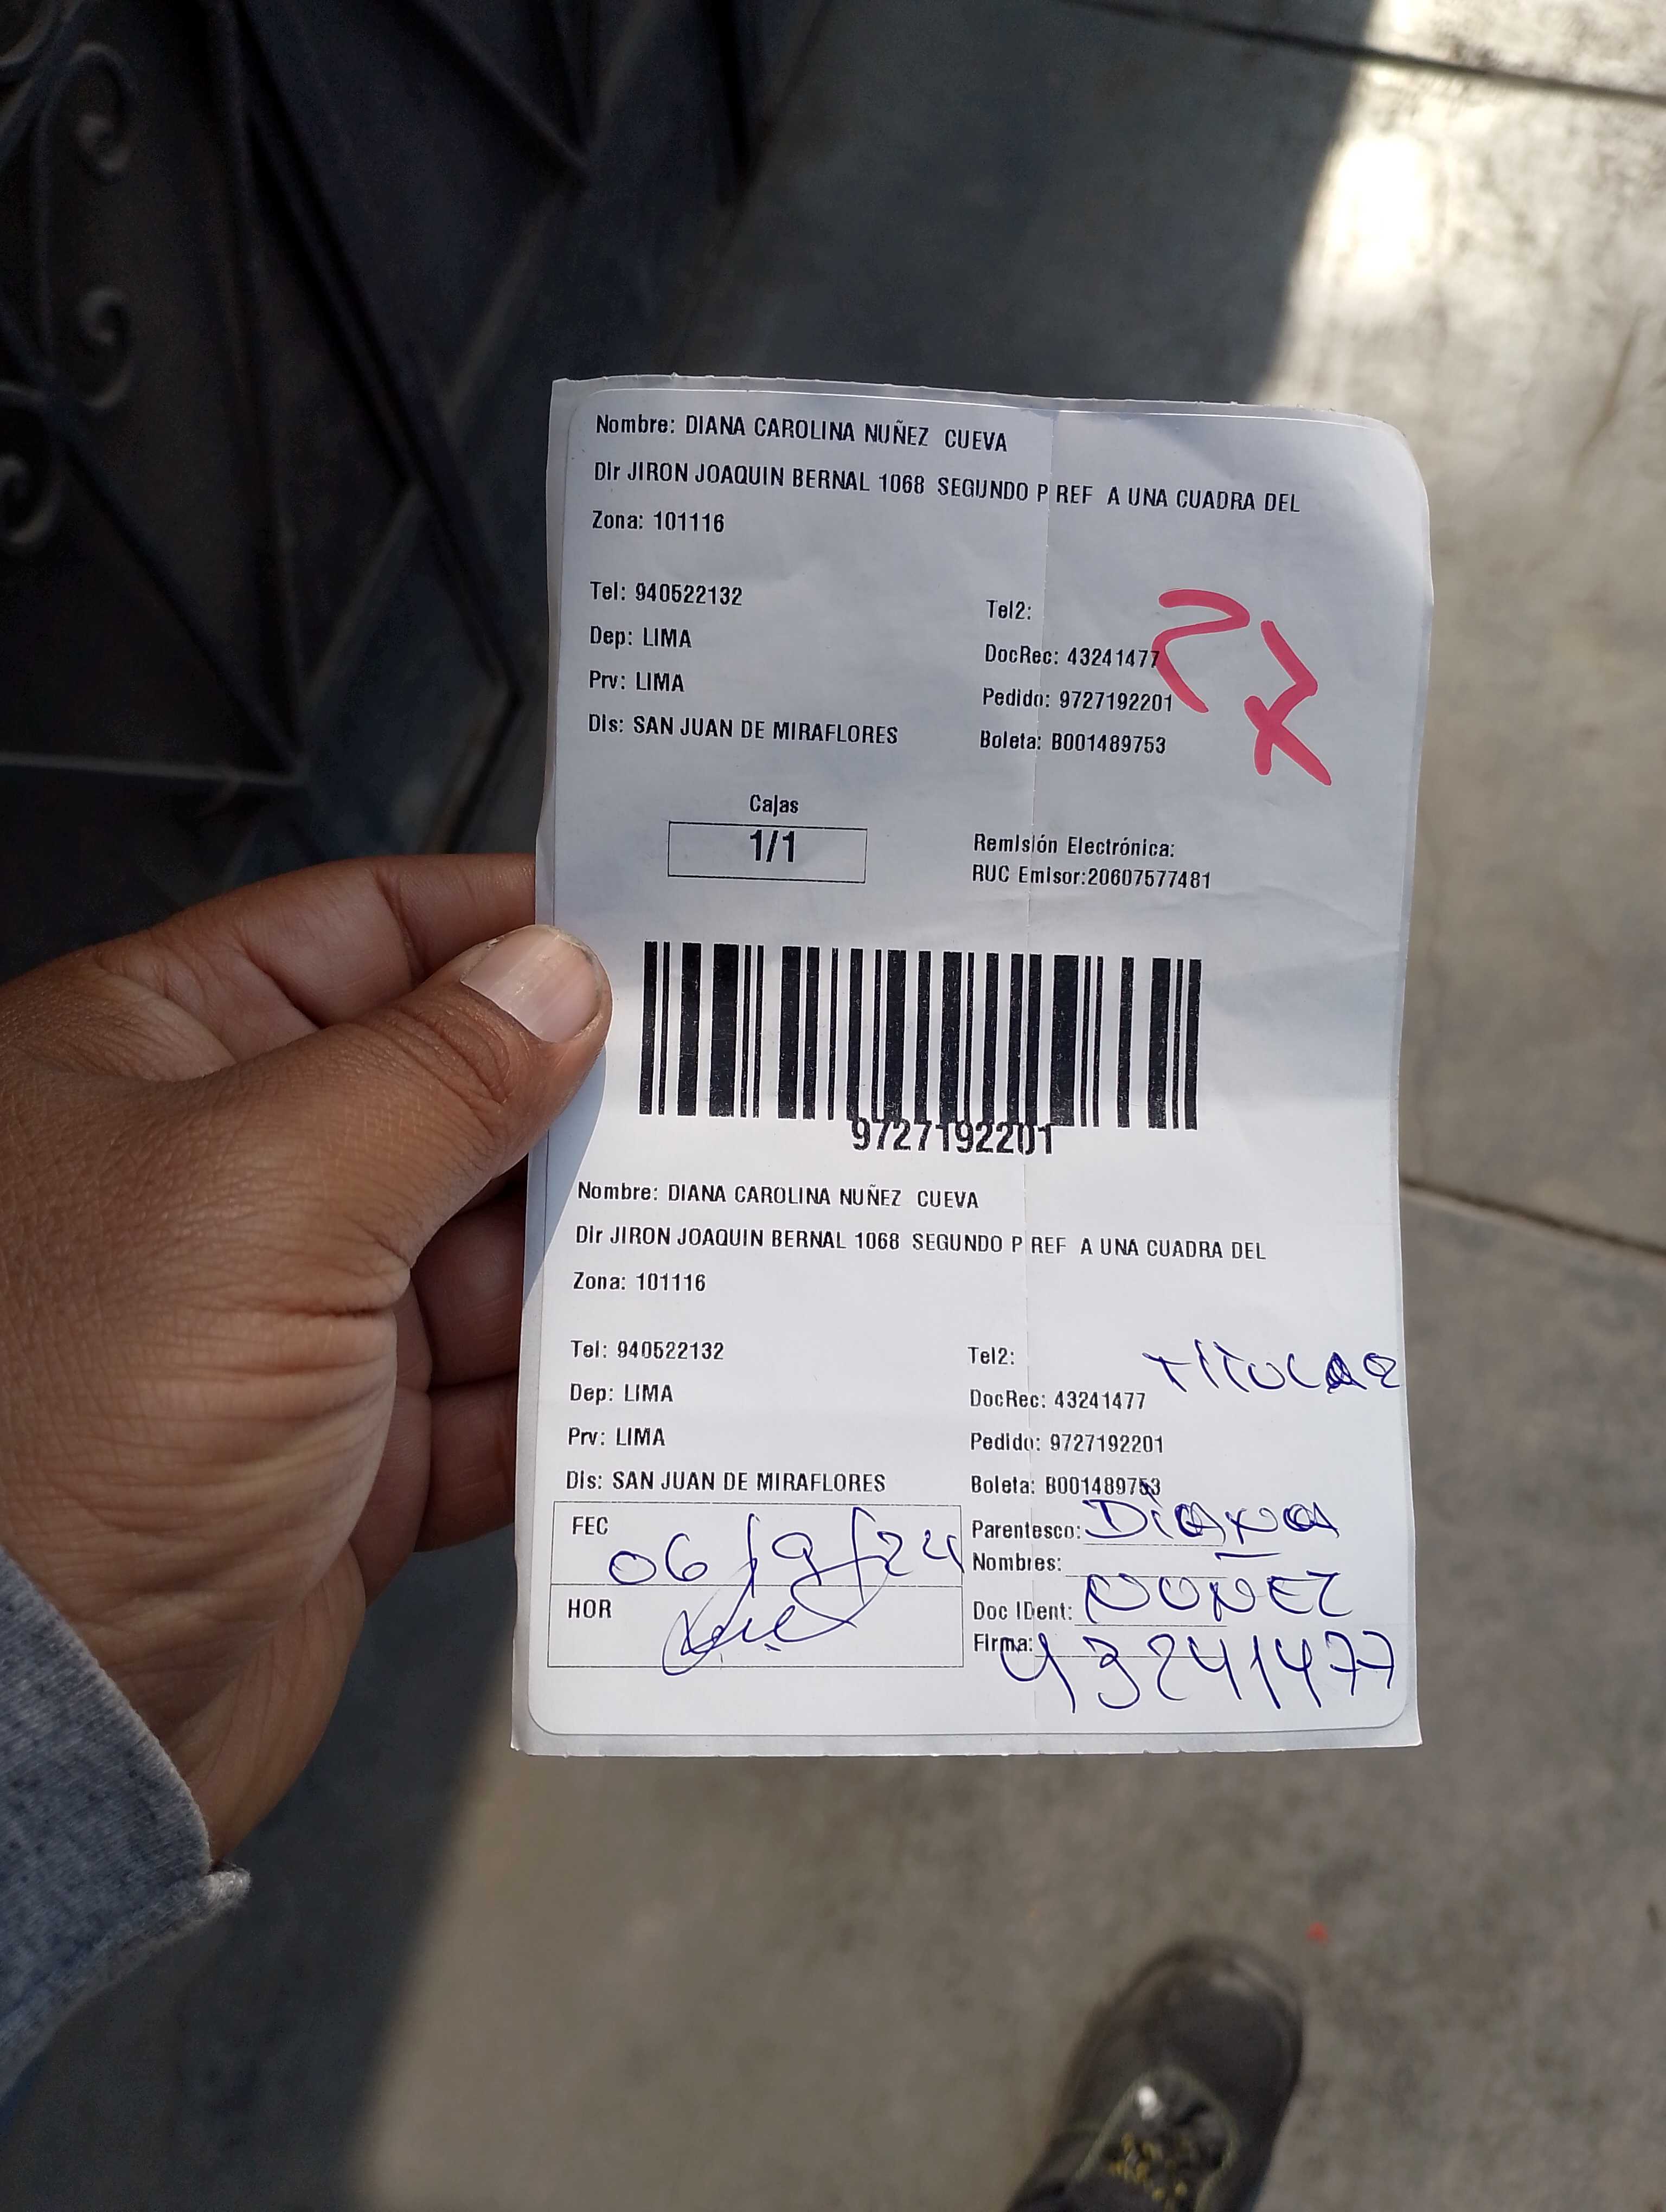 Nombre: DIANA CAROLINA NUÑEZ CUEVA
Dir JIRON JOAQUIN BERNAL 1068 SEGUNDO P REF A UNA CUADRA DEL
Zona: 101116
Tel: 940522132
Tel2:
Dep: LIMA
DocRec: 43241477
Prv: LIMA
Pedido: 9727192201
Dis: SAN JUAN DE MIRAFLORES
Boleta: B001489753
27
Cajas
1/1
Remisión Electrónica:
RUC Emisor:20607577481
9727192201
Nombre: DIANA CAROLINA NUÑEZ CUEVA
Dir JIRON JOAQUIN BERNAL 1068 SEGUNDO P REF A UNA CUADRA DEL
Zona: 101116
Tel: 940522132
Tel2:
TITULAR
Dep: LIMA
DocRec: 43241477
Prv: LIMA
Pedido: 9727192201
Dis: SAN JUAN DE MIRAFLORES
Boleta: B001489753
FEC 06/9/24
Parentesco: Diana
Nombres:
HOR
Doc IDent: NUÑEZ
Firma: 43241477